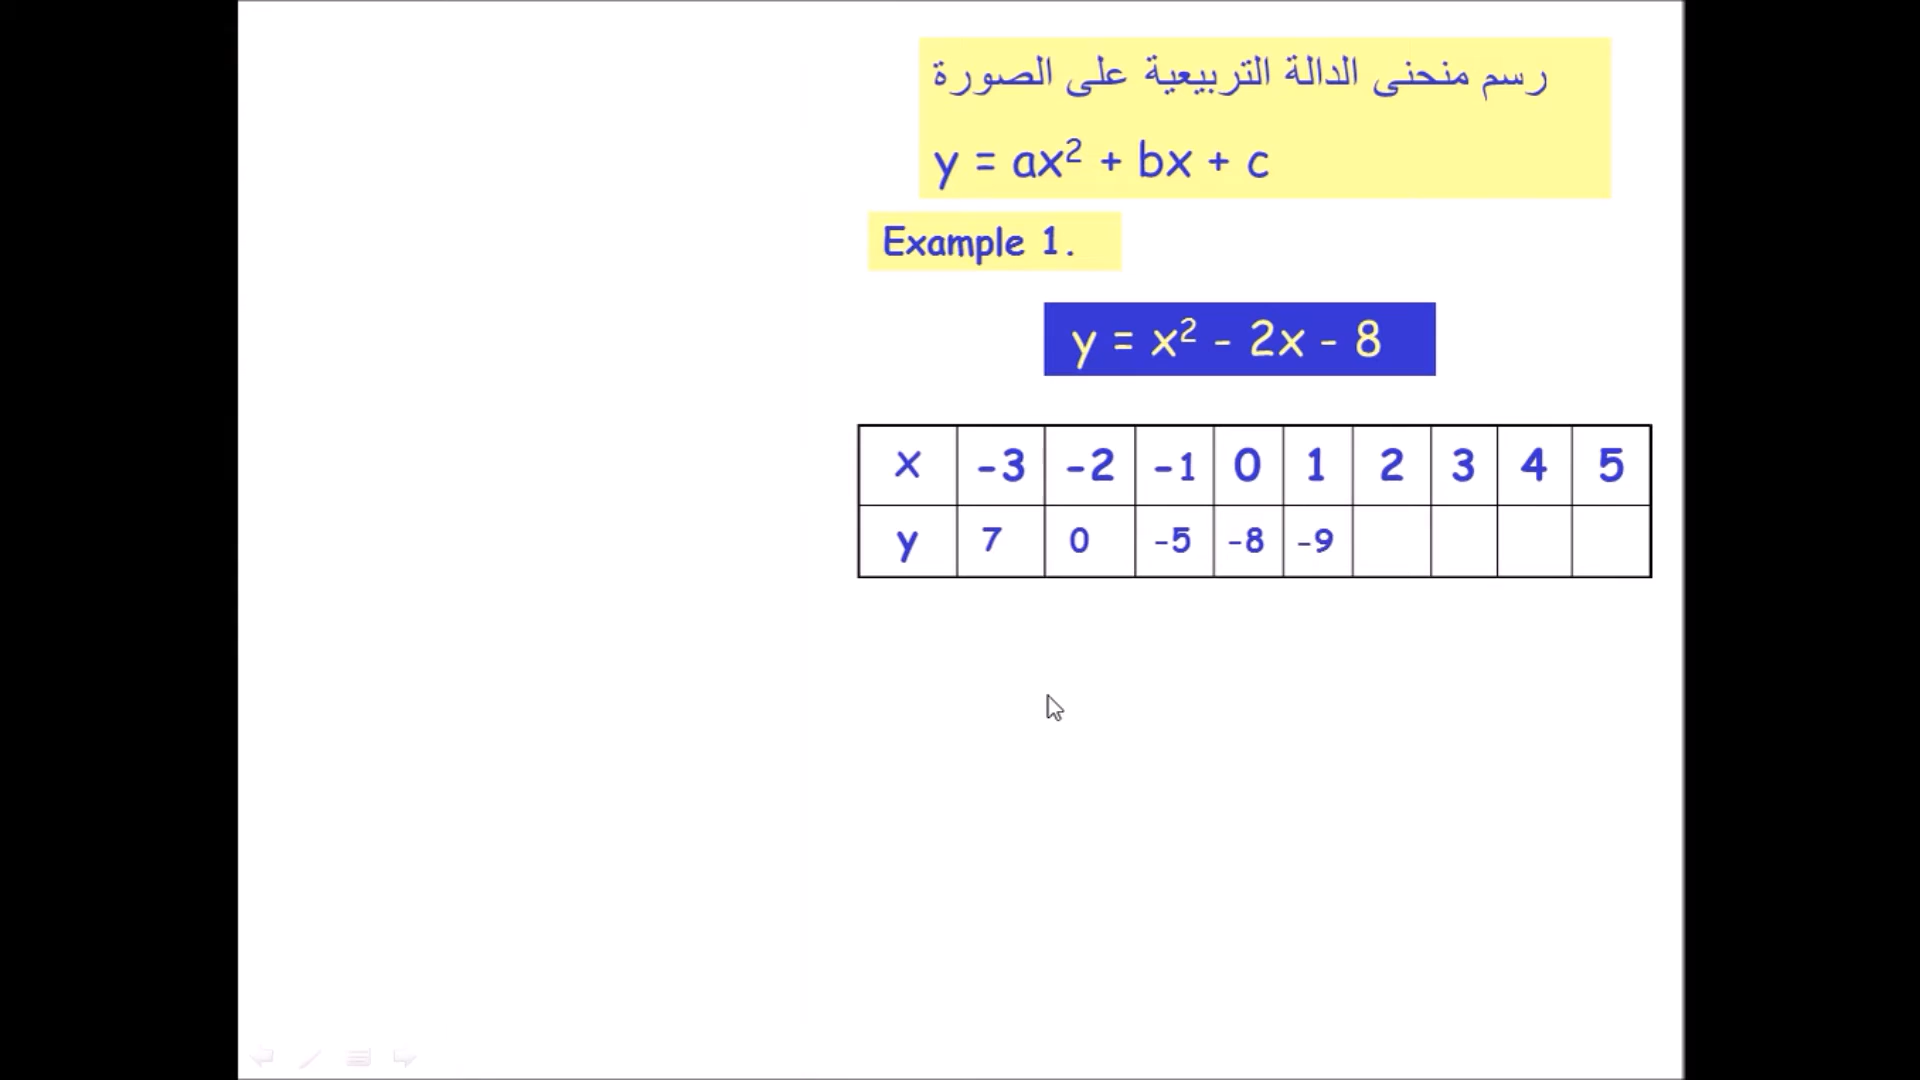 رسم منحنى الدالة التربيعية على الصورة
y = ax² + bx + c
Example 1.
y = x² - 2x - 8
x -3 -2 -1 0 1 2 3 4 5
y 7 0 -5 -8 -9